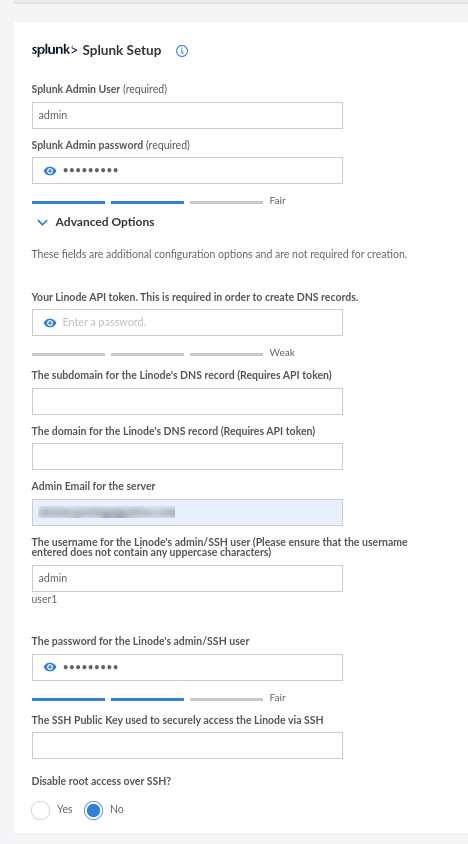 splunk> Splunk Setup
Splunk Admin User (required)
admin
Splunk Admin password (required)
•••••••••
Fair
Advanced Options
These fields are additional configuration options and are not required for creation.
Your Linode API token. This is required in order to create DNS records.
Enter a password.
Weak
The subdomain for the Linode's DNS record (Requires API token)
The domain for the Linode's DNS record (Requires API token)
Admin Email for the server
The username for the Linode's admin/SSH user (Please ensure that the username
entered does not contain any uppercase characters)
admin
user1
The password for the Linode's admin/SSH user
•••••••••
Fair
The SSH Public Key used to securely access the Linode via SSH
Disable root access over SSH?
Yes No